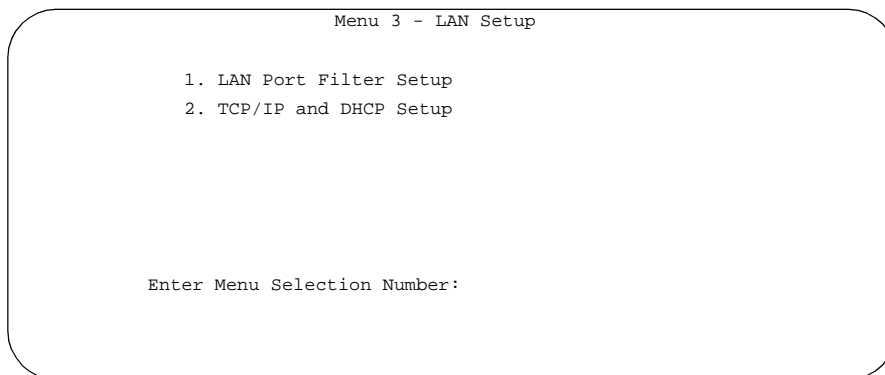 Menu 3 - LAN Setup
1. LAN Port Filter Setup
2. TCP/IP and DHCP Setup
Enter Menu Selection Number: